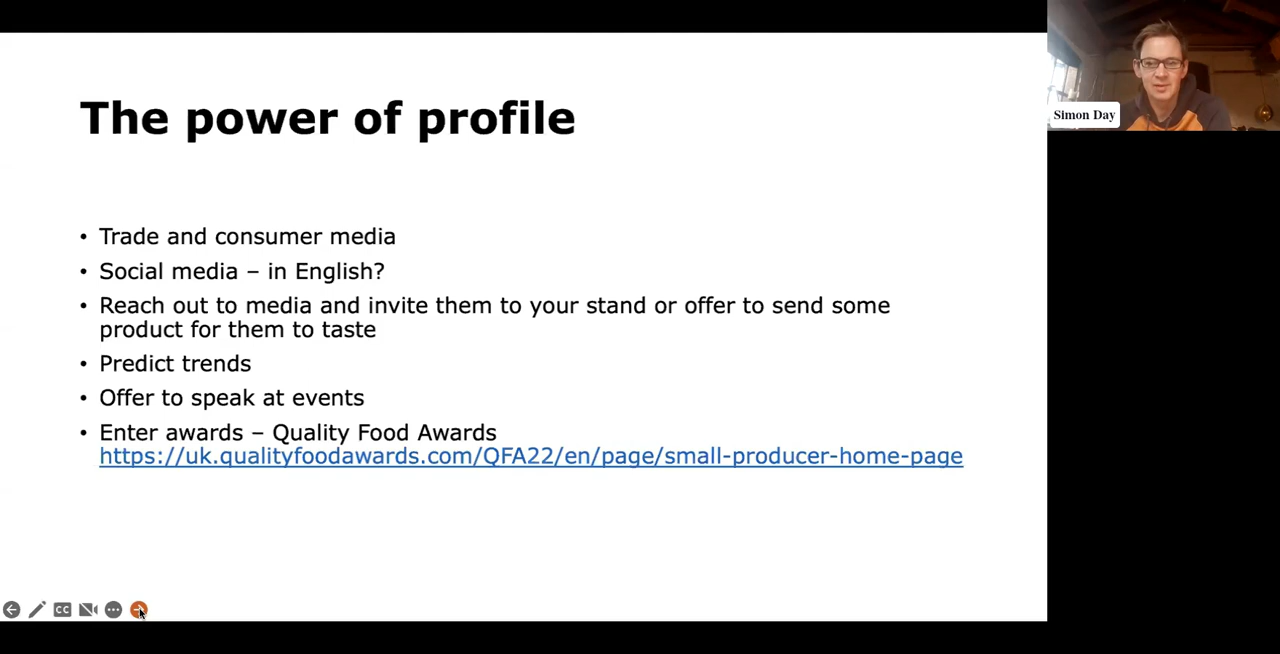 The power of profile
• Trade and consumer media
• Social media – in English?
• Reach out to media and invite them to your stand or offer to send some
product for them to taste
• Predict trends
• Offer to speak at events
• Enter awards – Quality Food Awards
https://uk.qualityfoodawards.com/QFA22/en/page/small-producer-home-page
Simon Day
CC